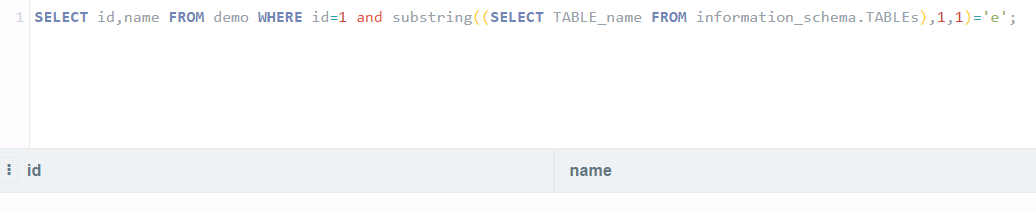 1 SELECT id,name FROM demo WHERE id=1 and substring((SELECT TABLE_name FROM information_schema.TABLEs),1,1)='e';
id name